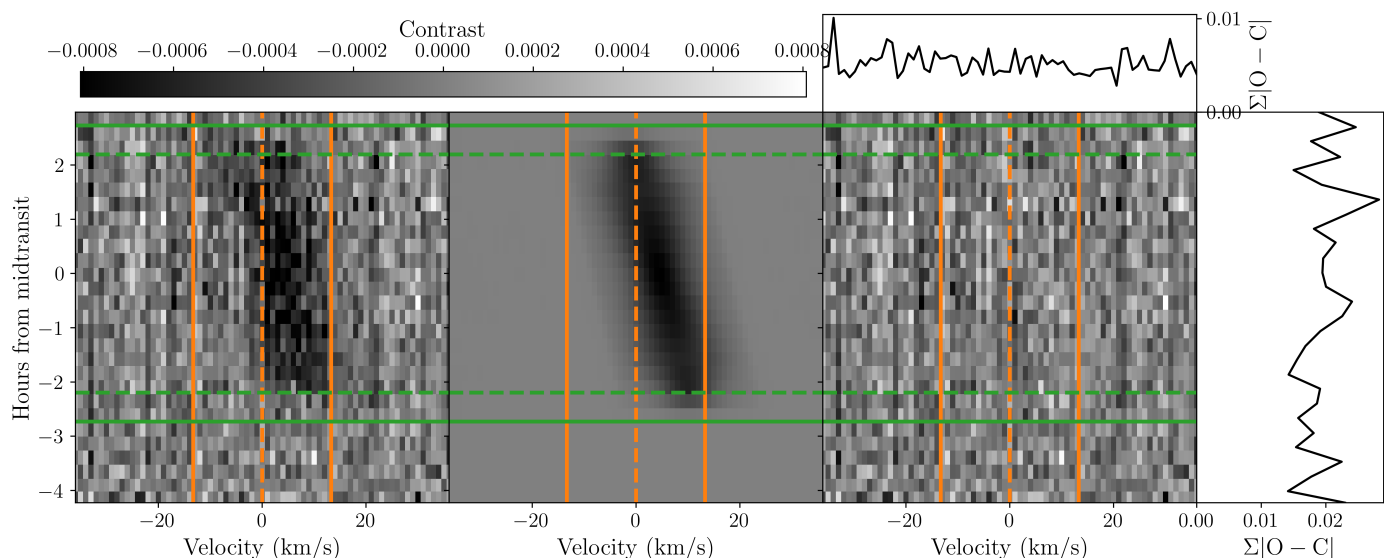 Contrast
−0.0008 −0.0006 −0.0004 −0.0002 0.0000 0.0002 0.0004 0.0006 0.0008
0.01
0.00
Σ|O − C|
Hours from midtransit
2
1
0
−1
−2
−3
−4
−20 0 20
−20 0 20
−20 0 20
0.00 0.01 0.02
Velocity (km/s)
Velocity (km/s)
Velocity (km/s)
Σ|O − C|